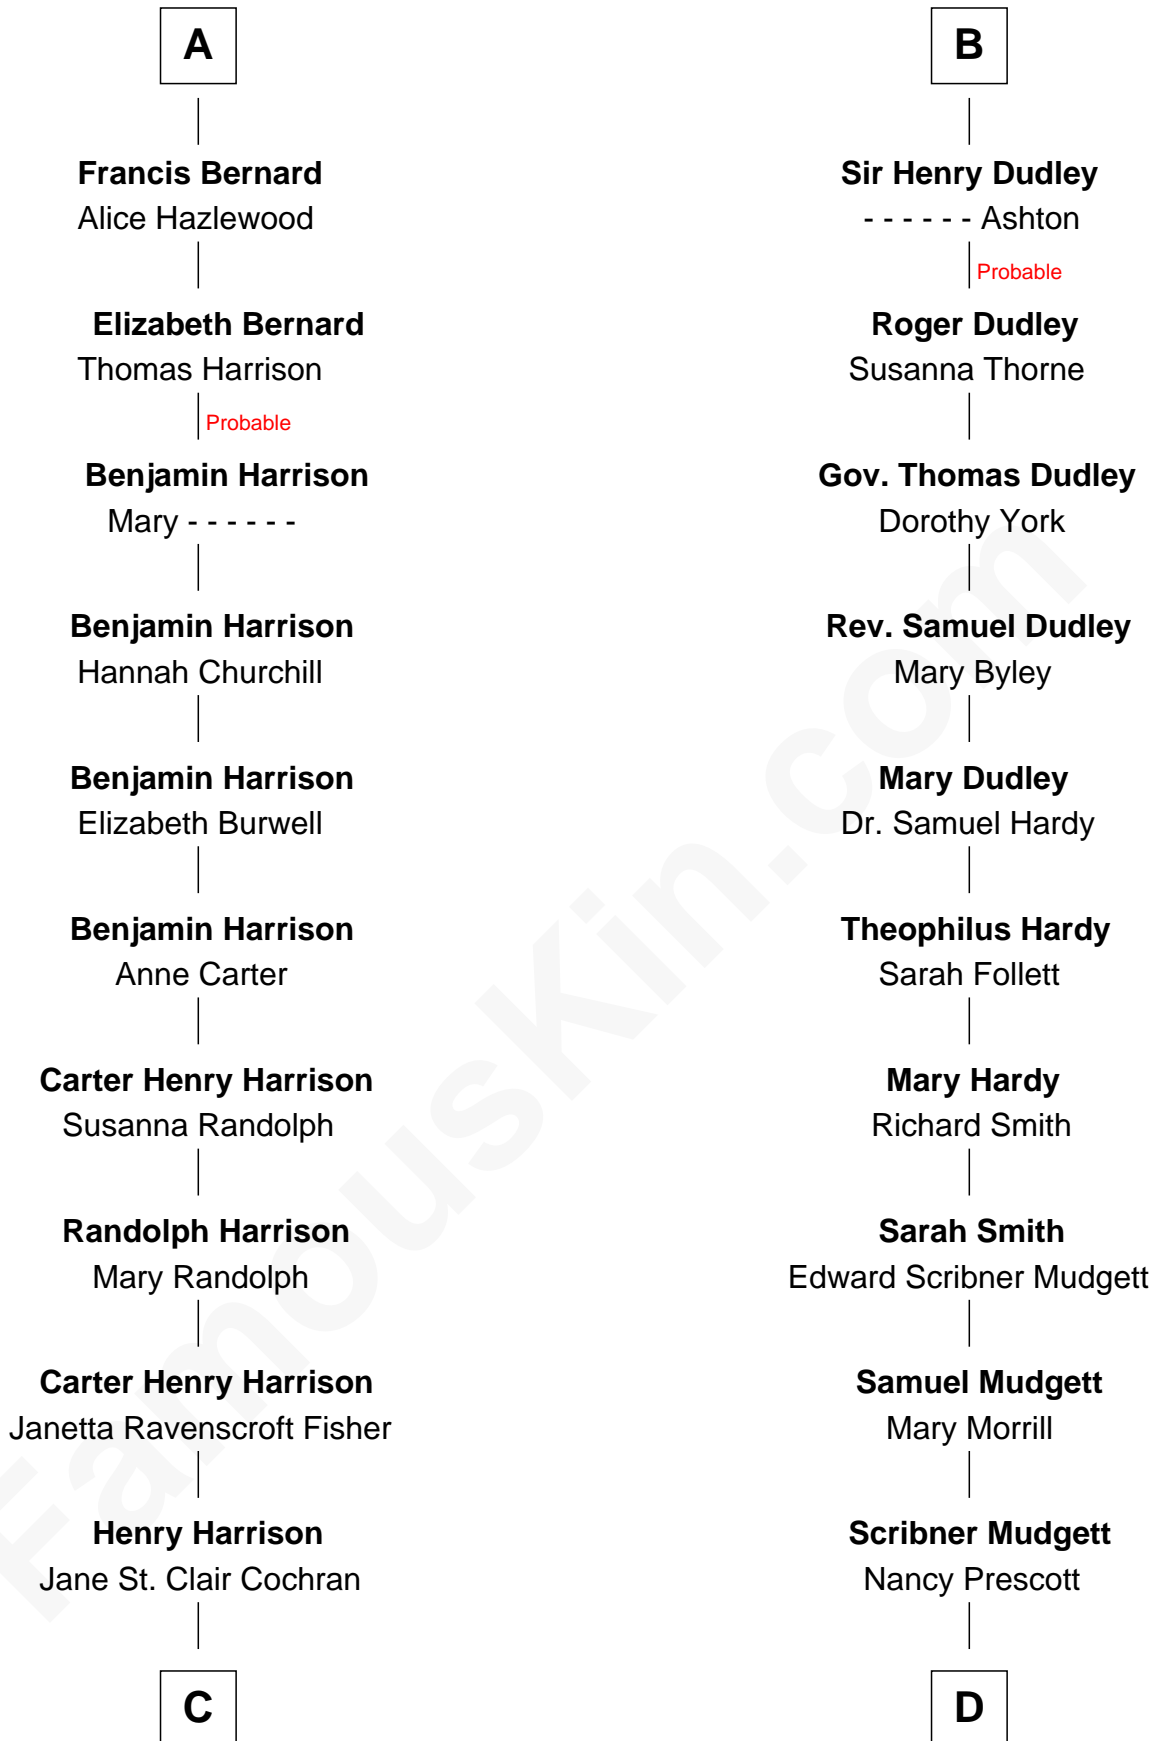 A
Francis Bernard
Alice Hazlewood
Elizabeth Bernard
Thomas Harrison
Probable
Benjamin Harrison
Mary - - - - - -
Benjamin Harrison
Hannah Churchill
Benjamin Harrison
Elizabeth Burwell
Benjamin Harrison
Anne Carter
Carter Henry Harrison
Susanna Randolph
Randolph Harrison
Mary Randolph
Carter Henry Harrison
Janetta Ravenscroft Fisher
Henry Harrison
Jane St. Clair Cochran
C
B
Sir Henry Dudley
- - - - - - Ashton
Probable
Roger Dudley
Susanna Thorne
Gov. Thomas Dudley
Dorothy York
Rev. Samuel Dudley
Mary Byley
Mary Dudley
Dr. Samuel Hardy
Theophilus Hardy
Sarah Follett
Mary Hardy
Richard Smith
Sarah Smith
Edward Scribner Mudgett
Samuel Mudgett
Mary Morrill
Scribner Mudgett
Nancy Prescott
D
FamousKin.com